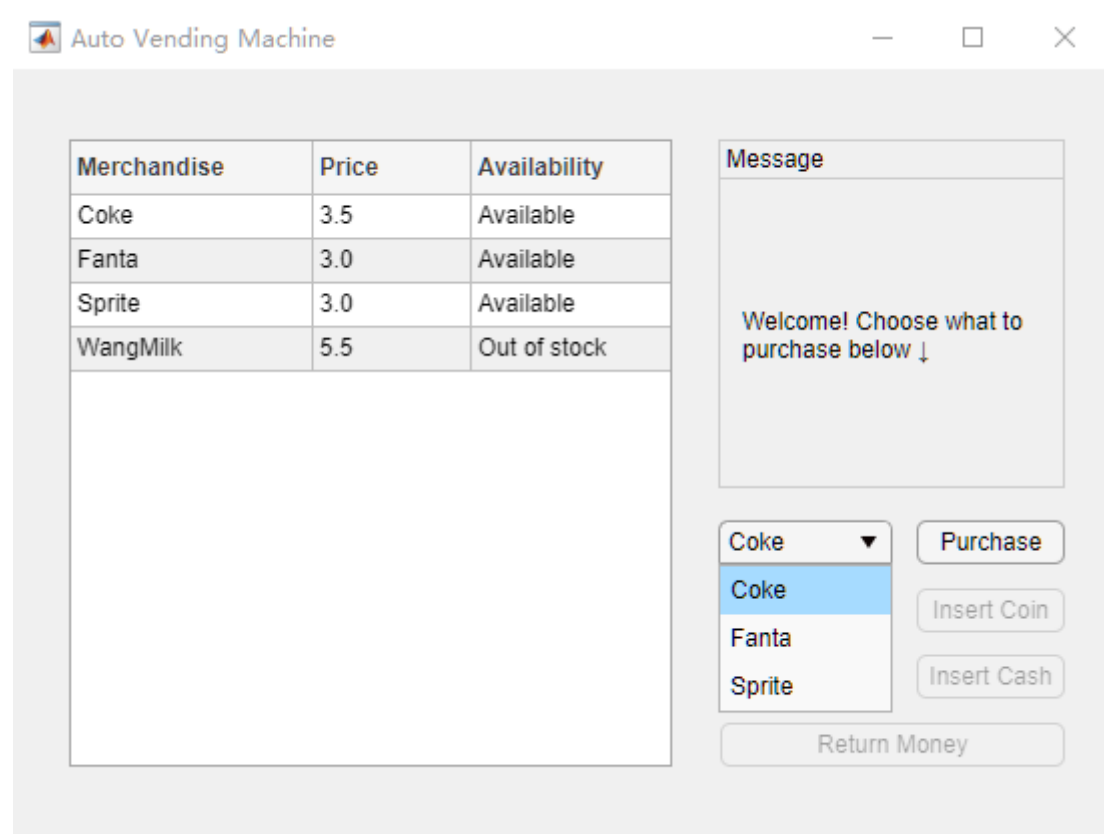 Auto Vending Machine
Merchandise Price Availability
Coke 3.5 Available
Fanta 3.0 Available
Sprite 3.0 Available
WangMilk 5.5 Out of stock
Message
Welcome! Choose what to
purchase below ↓
Coke ▼ Purchase
Coke
Insert Coin
Fanta
Insert Cash
Sprite
Return Money